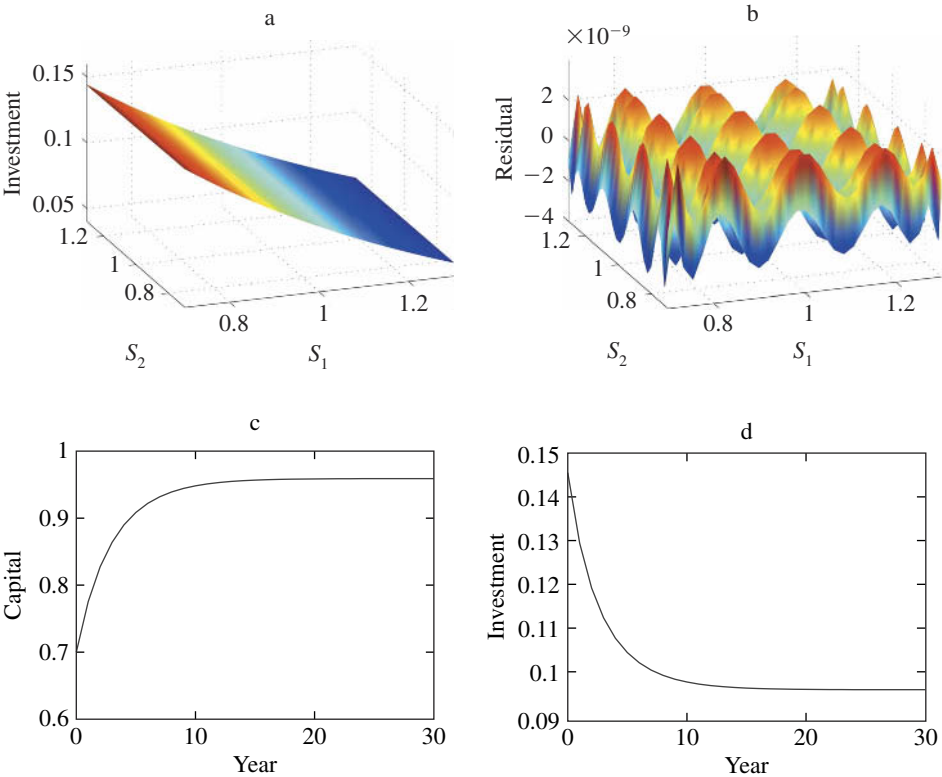 a
Investment
0.15
0.1
0.05
1.2
1
0.8
S2
0.8
1
1.2
S1
b
×10−9
Residual
2
0
−2
−4
1.2
1
0.8
S2
0.8
1
1.2
S1
c
Capital
1
0.9
0.8
0.7
0.6
0
10
20
30
Year
d
Investment
0.15
0.14
0.13
0.12
0.11
0.1
0.09
0
10
20
30
Year